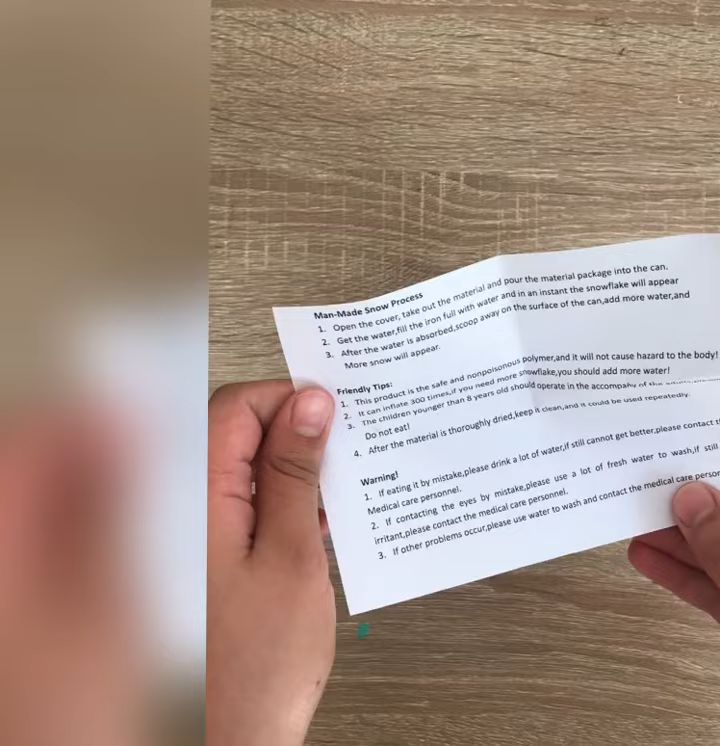 Man-Made Snow Process
1. Open the cover, take out the material and pour the material package into the can.
2. Get the water,fill the iron full with water and in an instant the snowflake will appear
3. After the water is absorbed,scoop away on the surface of the can,add more water,and
More snow will appear.
Friendly Tips:
1. This product is the safe and nonpoisonous polymer,and it will not cause hazard to the body!
2. It can inflate 300 times,if you need more snowflake,you should add more water!
3. The children younger than 8 years old should operate in the accompany of the
Do not eat!
4. After the material is thoroughly dried,keep it clean,and it could be used repeatedly.
Warning!
1. If eating it by mistake,please drink a lot of water,if still cannot get better,please contact
Medical care personnel.
2. If contacting the eyes by mistake,please use a lot of fresh water to wash,if still
irritant,please contact the medical care personnel.
3. If other problems occur,please use water to wash and contact the medical care